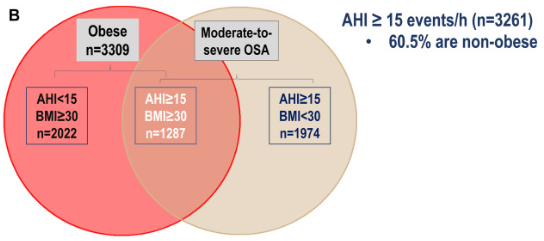 B
Obese
n=3309
Moderate-to-
severe OSA
AHI<15
BMI≥30
n=2022
AHI≥15
BMI≥30
n=1287
AHI≥15
BMI<30
n=1974
AHI ≥ 15 events/h (n=3261)
• 60.5% are non-obese